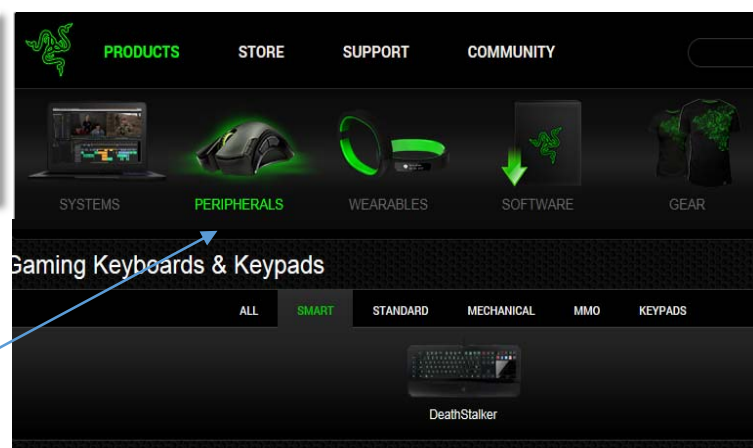 PRODUCTS STORE SUPPORT COMMUNITY
SYSTEMS PERIPHERALS WEARABLES SOFTWARE GEAR
Gaming Keyboards & Keypads
ALL SMART STANDARD MECHANICAL MMO KEYPADS
DeathStalker